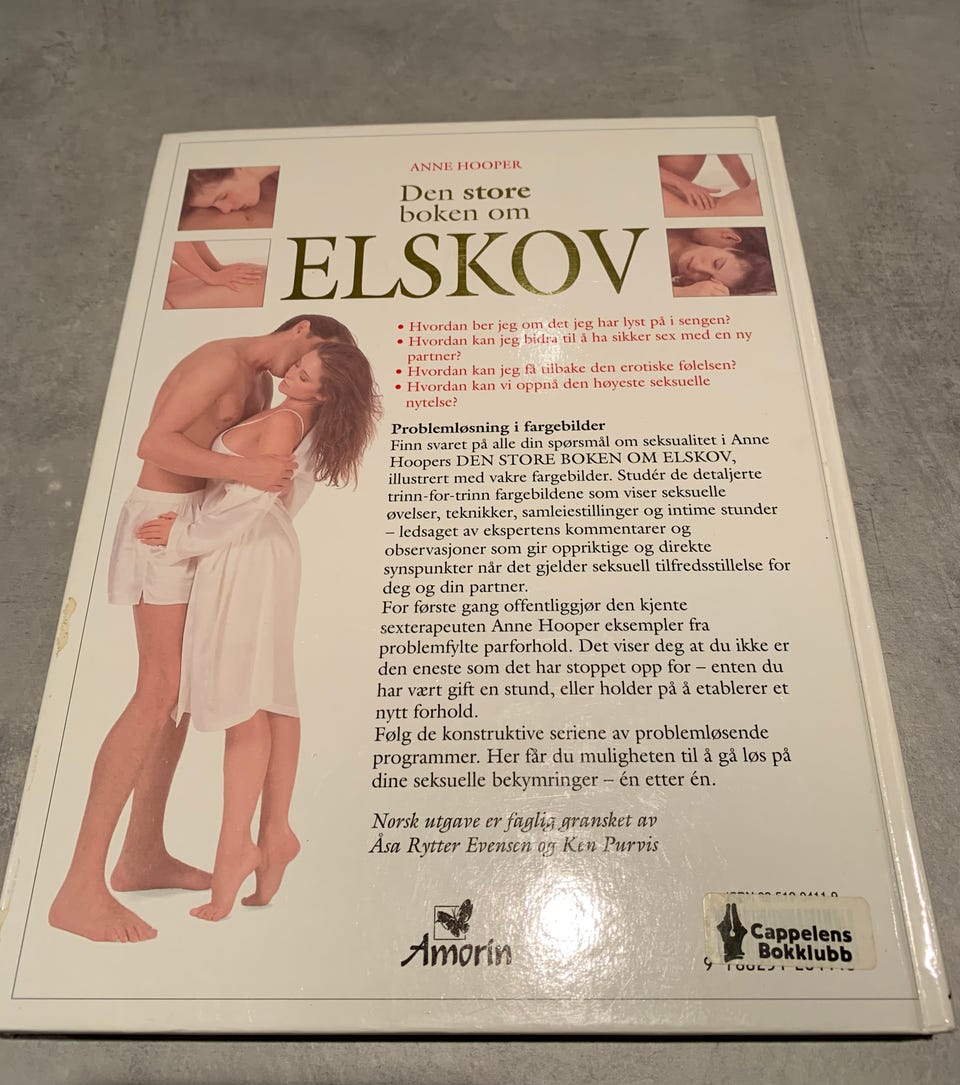 ANNE HOOPER
Den store
boken om
ELSKOV
• Hvordan ber jeg om det jeg har lyst på i sengen?
• Hvordan kan jeg bidra til å ha sikker sex med en ny
partner?
• Hvordan kan jeg få tilbake den erotiske følelsen?
• Hvordan kan vi oppnå den høyeste seksuelle
nytelse?
Problemløsning i fargebilder
Finn svaret på alle din spørsmål om seksualitet i Anne
Hoopers DEN STORE BOKEN OM ELSKOV,
illustrert med vakre fargebilder. Studér de detaljerte
trinn-for-trinn fargebildene som viser seksuelle
øvelser, teknikker, samleiestillinger og intime stunder
– ledsaget av ekspertens kommentarer og
observasjoner som gir oppriktige og direkte
synspunkter når det gjelder seksuell tilfredsstillelse for
deg og din partner.
For første gang offentliggjør den kjente
sexterapeuten Anne Hooper eksempler fra
problemfylte parforhold. Det viser deg at du ikke er
den eneste som det har stoppet opp for – enten du
har vært gift en stund, eller holder på å etablerer et
nytt forhold.
Følg de konstruktive seriene av problemløsende
programmer. Her får du muligheten til å gå løs på
dine seksuelle bekymringer – én etter én.
Norsk utgave er faglig gransket av
Åsa Rytter Evensen og Ken Purvis
Amorin
Cappelens
Bokklubb